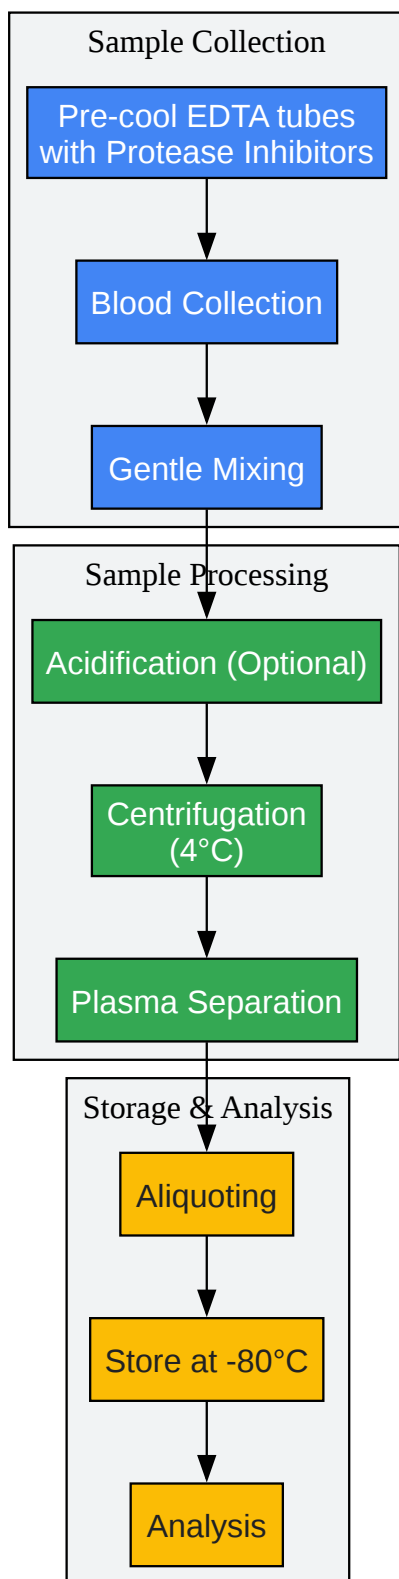 Sample Collection
Pre-cool EDTA tubes
with Protease Inhibitors
Blood Collection
Gentle Mixing
Sample Processing
Acidification (Optional)
Centrifugation
(4°C)
Plasma Separation
Storage & Analysis
Aliquoting
Store at -80°C
Analysis